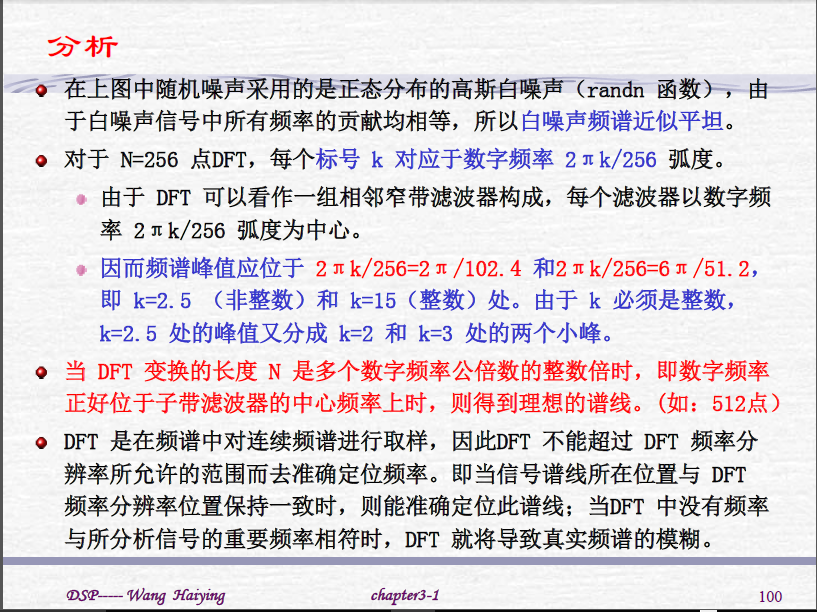 分析
在上图中随机噪声采用的是正态分布的高斯白噪声（randn 函数），由
于白噪声信号中所有频率的贡献均相等，所以白噪声频谱近似平坦。
对于 N=256 点DFT，每个标号 k 对应于数字频率 2πk/256 弧度。
由于 DFT 可以看作一组相邻窄带滤波器构成，每个滤波器以数字频
率 2πk/256 弧度为中心。
因而频谱峰值应位于 2πk/256=2π/102.4 和2πk/256=6π/51.2，
即 k=2.5 （非整数）和 k=15（整数）处。由于 k 必须是整数，
k=2.5 处的峰值又分成 k=2 和 k=3 处的两个小峰。
当 DFT 变换的长度 N 是多个数字频率公倍数的整数倍时，即数字频率
正好位于子带滤波器的中心频率上时，则得到理想的谱线。(如：512点）
DFT 是在频谱中对连续频谱进行取样，因此DFT 不能超过 DFT 频率分
辨率所允许的范围而去准确定位频率。即当信号谱线所在位置与 DFT
频率分辨率位置保持一致时，则能准确定位此谱线；当DFT 中没有频率
与所分析信号的重要频率相符时，DFT 就将导致真实频谱的模糊。
DSP----- Wang Haiying chapter3-1 100